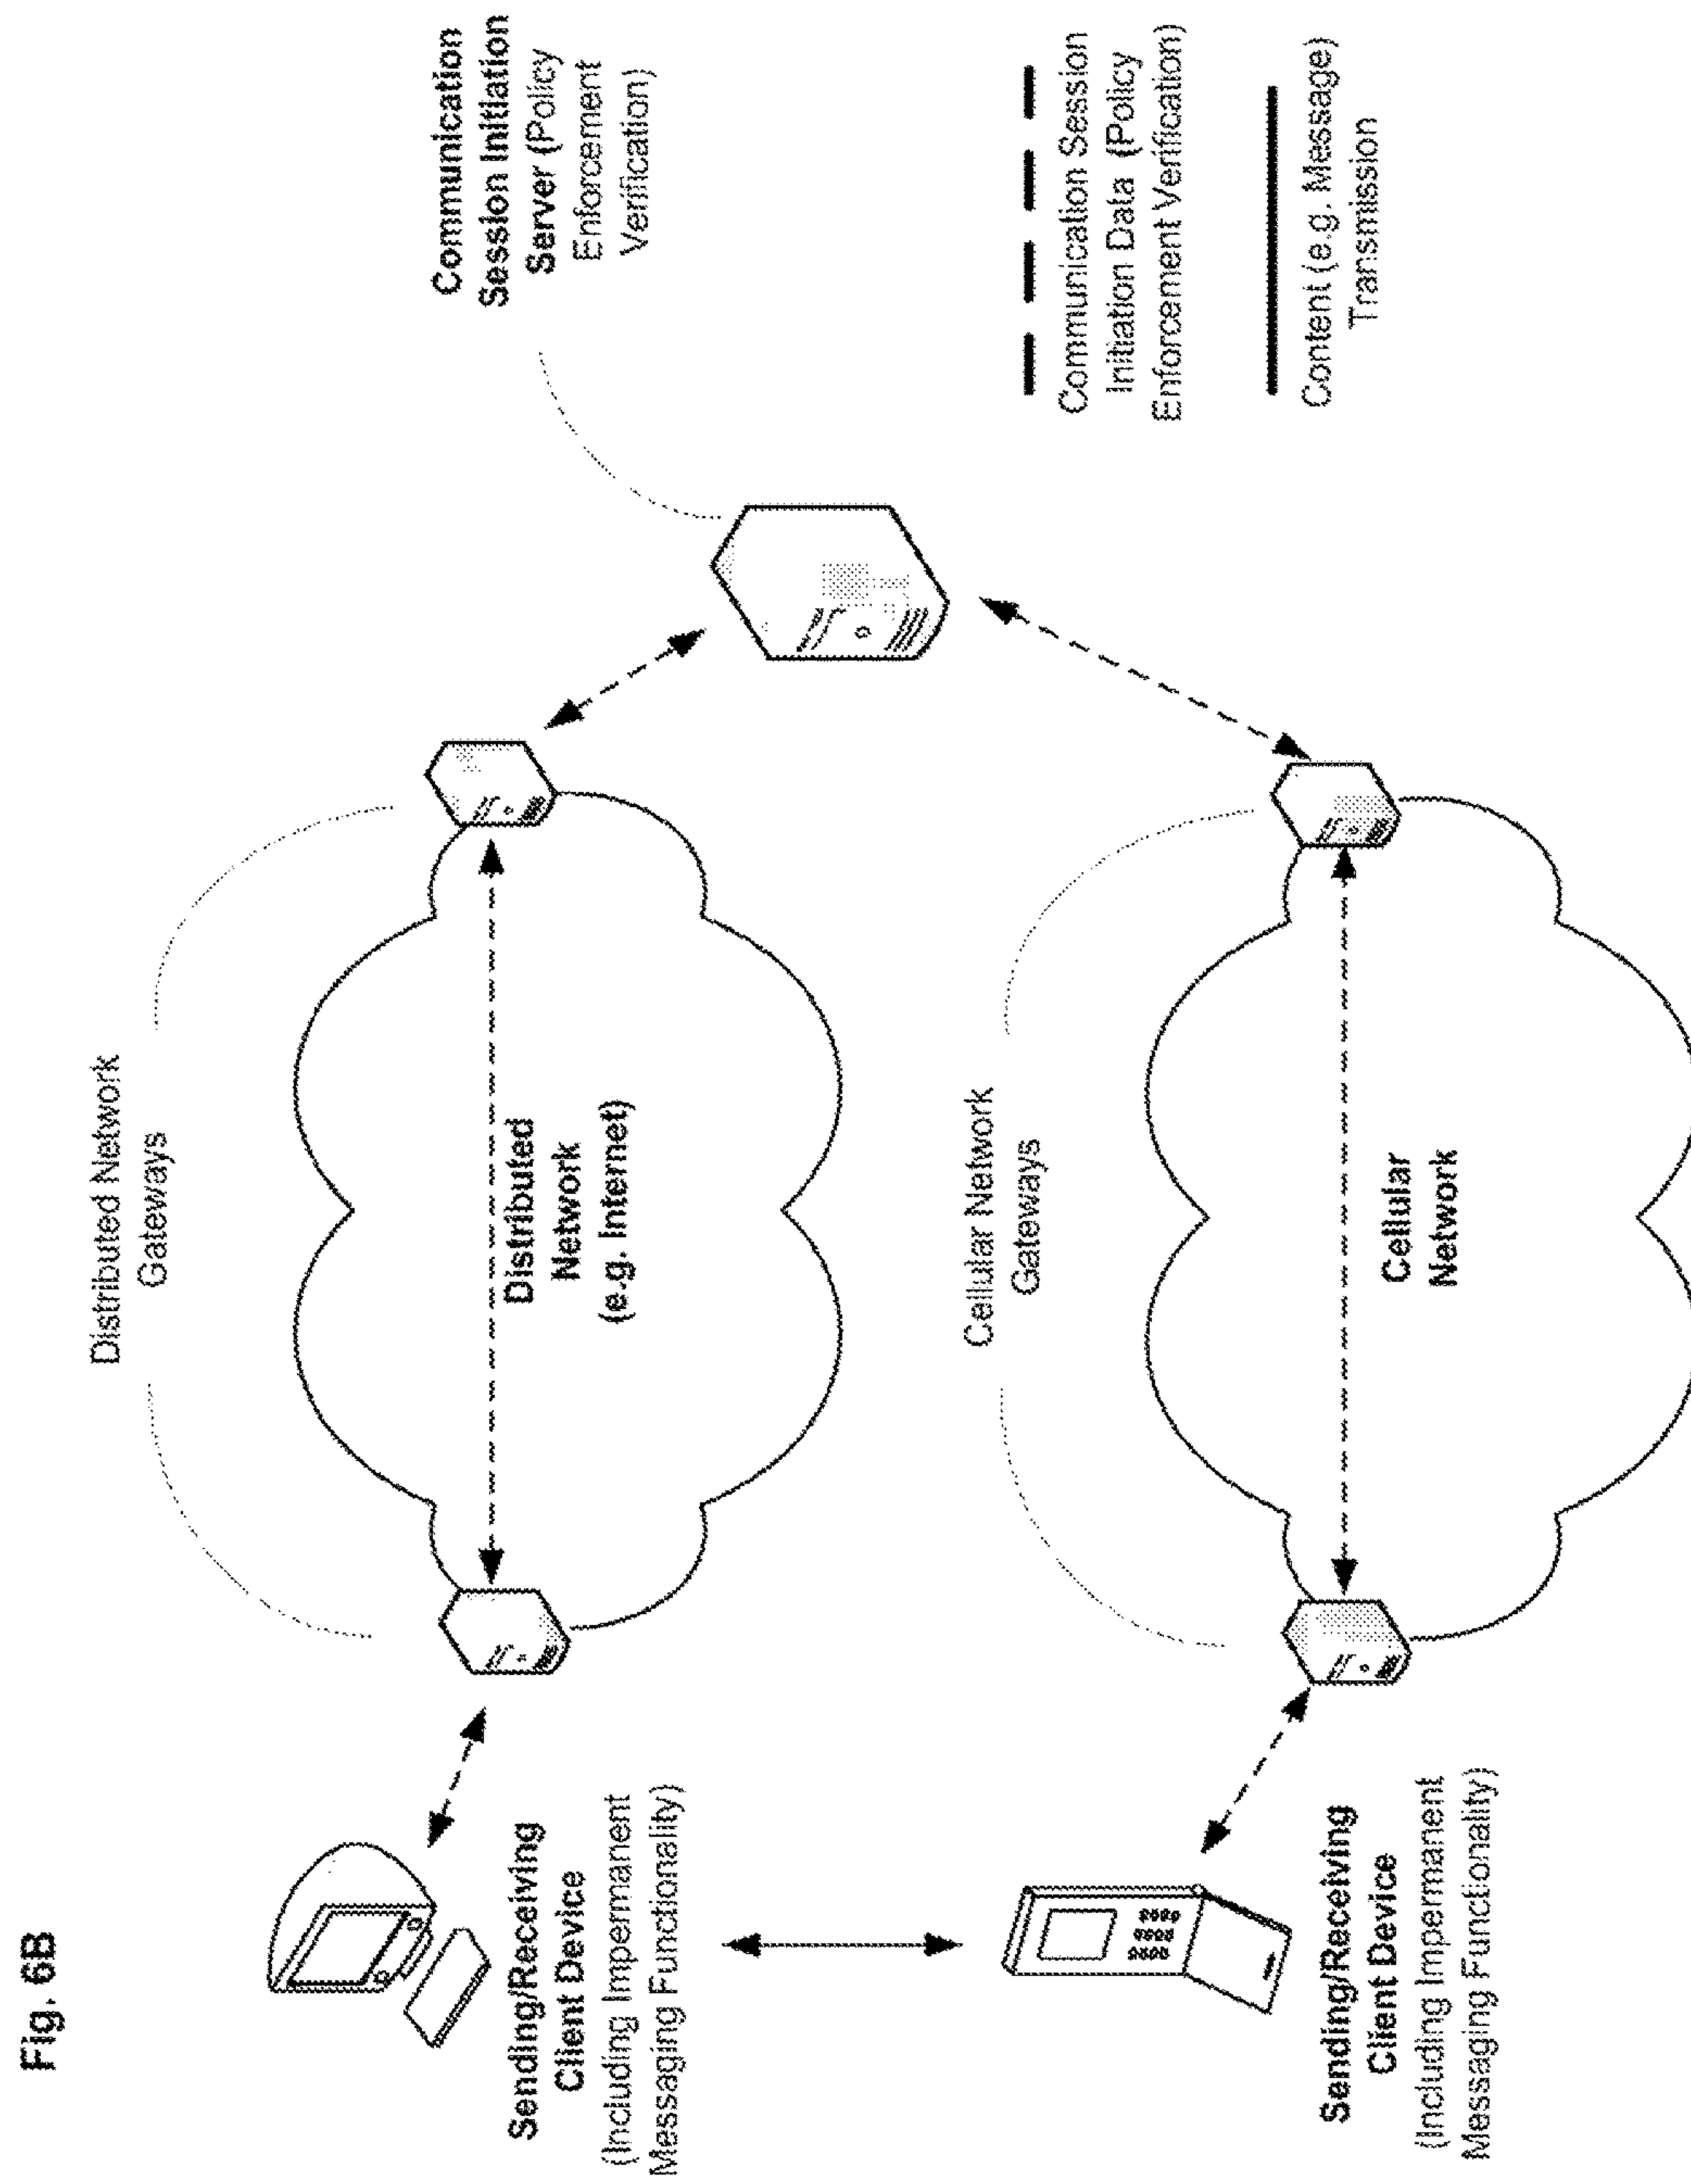 Fig. 6B
Sending/Receiving
Client Device
(Including Impermanent
Messaging Functionality)
Distributed Network
Gateways
Distributed
Network
(e.g. Internet)
Communication
Session Initiation
Server (Policy
Enforcement
Verification)
Sending/Receiving
Client Device
(Including Impermanent
Messaging Functionality)
Cellular Network
Gateways
Cellular
Network
Communication Session
Initiation Data (Policy
Enforcement Verification)
Content (e.g. Message)
Transmission